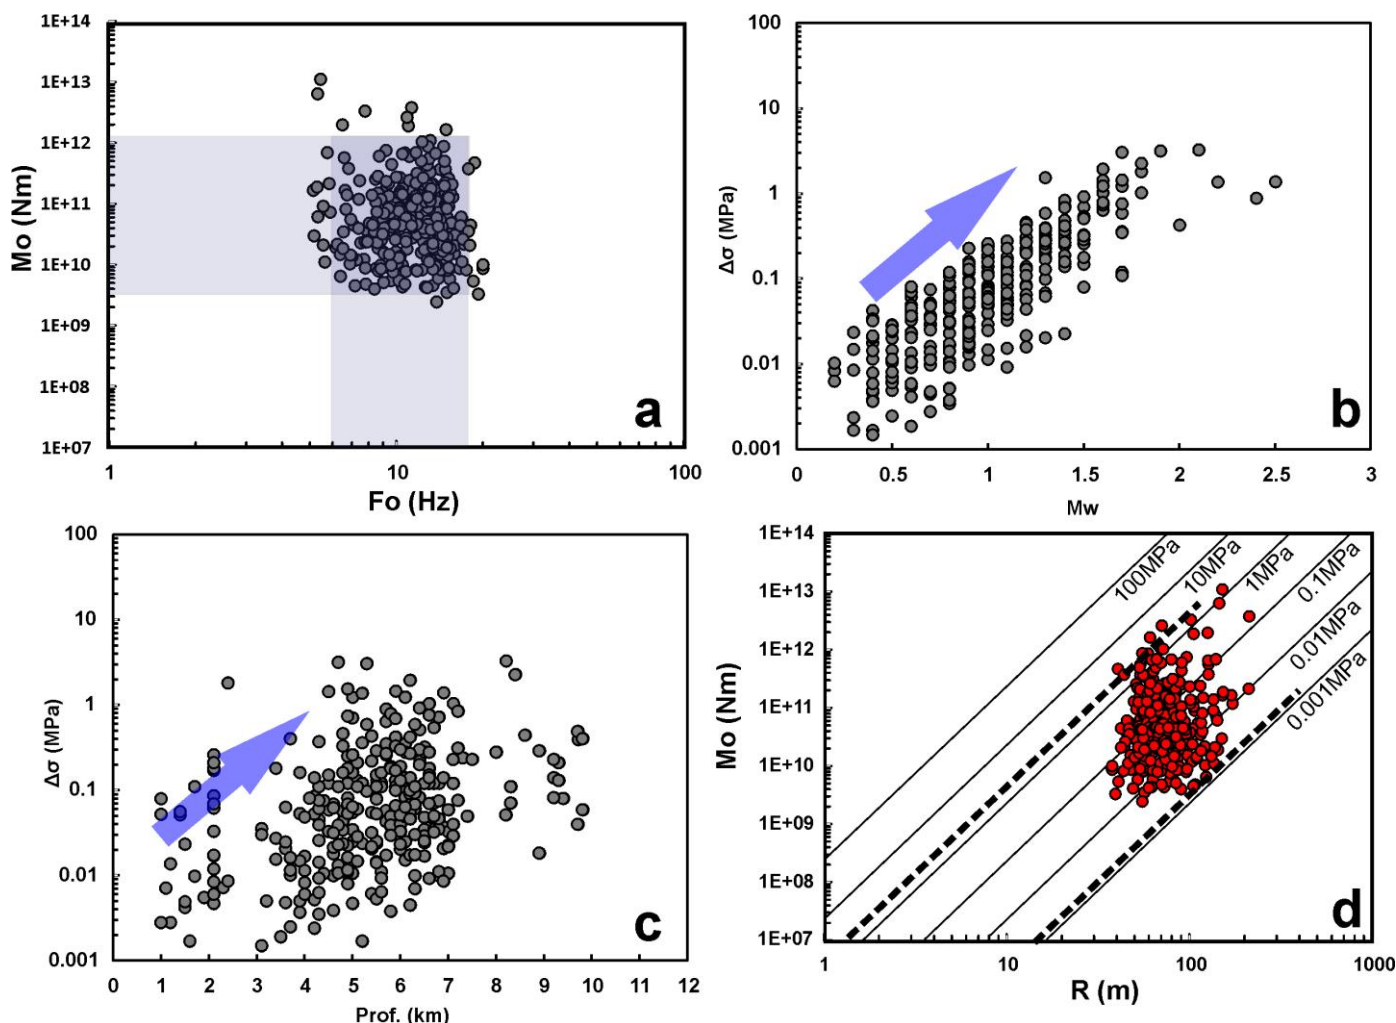 1E+14
1E+13
1E+12
1E+11
1E+10
1E+09
1E+08
1E+07
Mo (Nm)
1 10 100
Fo (Hz)
a
100
10
1
0.1
0.01
0.001
Δσ (MPa)
0 0.5 1 1.5 2 2.5 3
Mw
b
100
10
1
0.1
0.01
0.001
Δσ (MPa)
0 1 2 3 4 5 6 7 8 9 10 11 12
Prof. (km)
c
1E+14
1E+13
1E+12
1E+11
1E+10
1E+09
1E+08
1E+07
Mo (Nm)
100MPa
10MPa
1MPa
0.1MPa
0.01MPa
0.001MPa
1 10 100 1000
R (m)
d